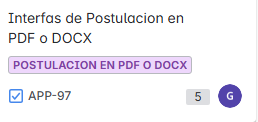 Interfas de Postulacion en
PDF o DOCX
POSTULACION EN PDF O DOCX
APP-97 5 G